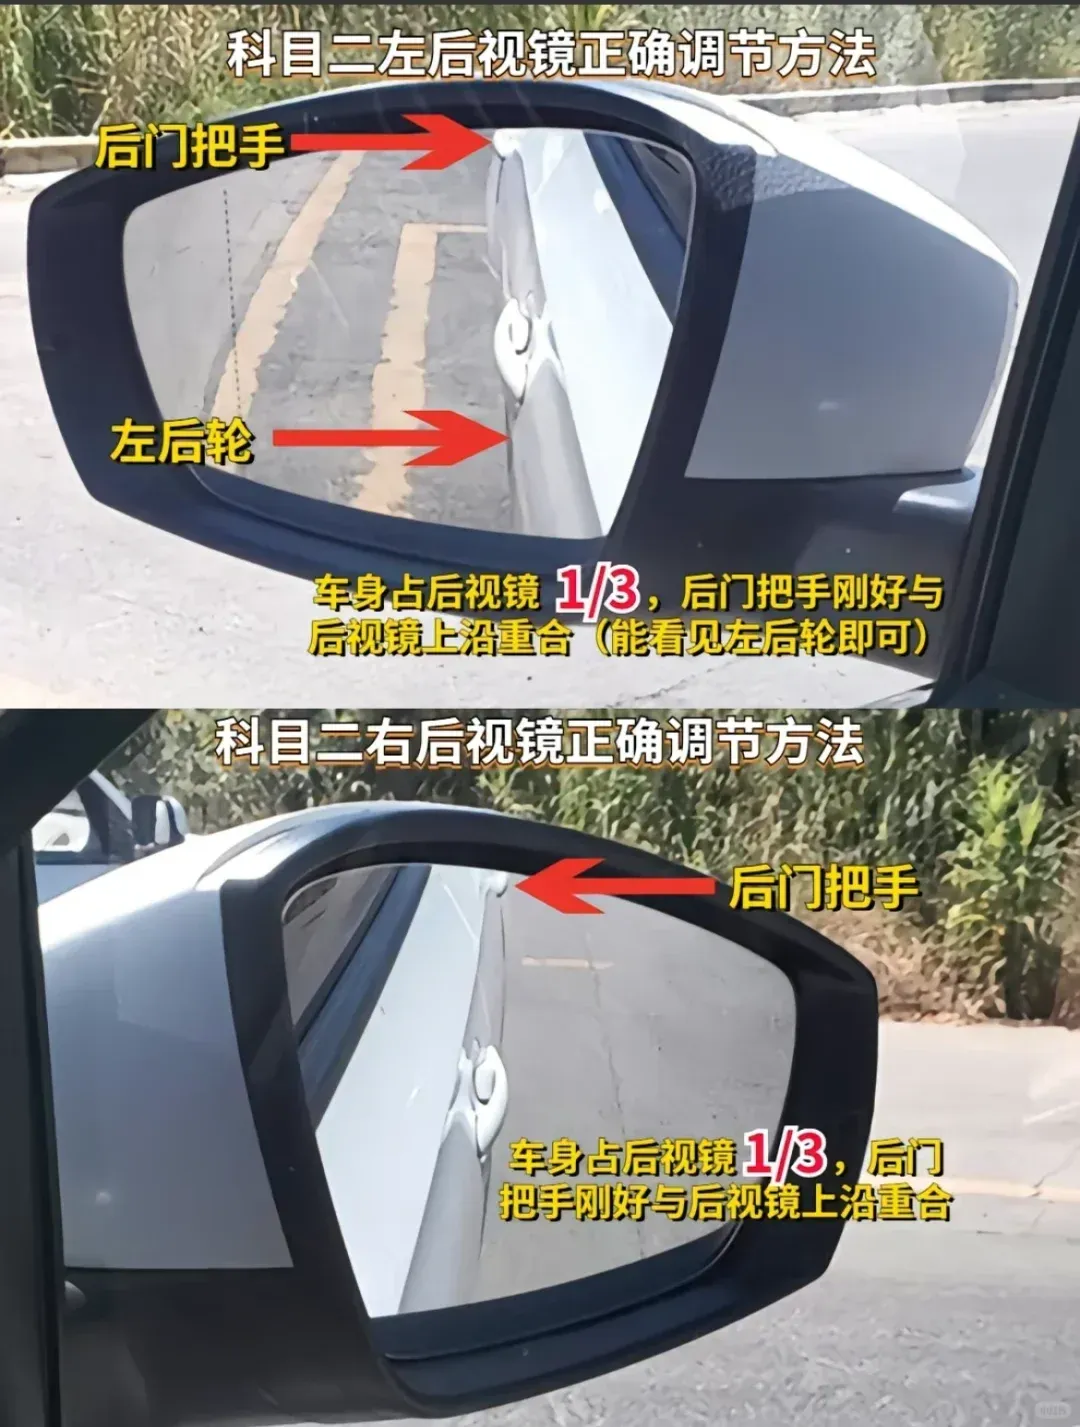 科目二左后视镜正确调节方法
后门把手
左后轮
车身占后视镜 1/3，后门把手刚好与
后视镜上沿重合（能看见左后轮即可）
科目二右后视镜正确调节方法
后门把手
车身占后视镜1/3，后门
把手刚好与后视镜上沿重合